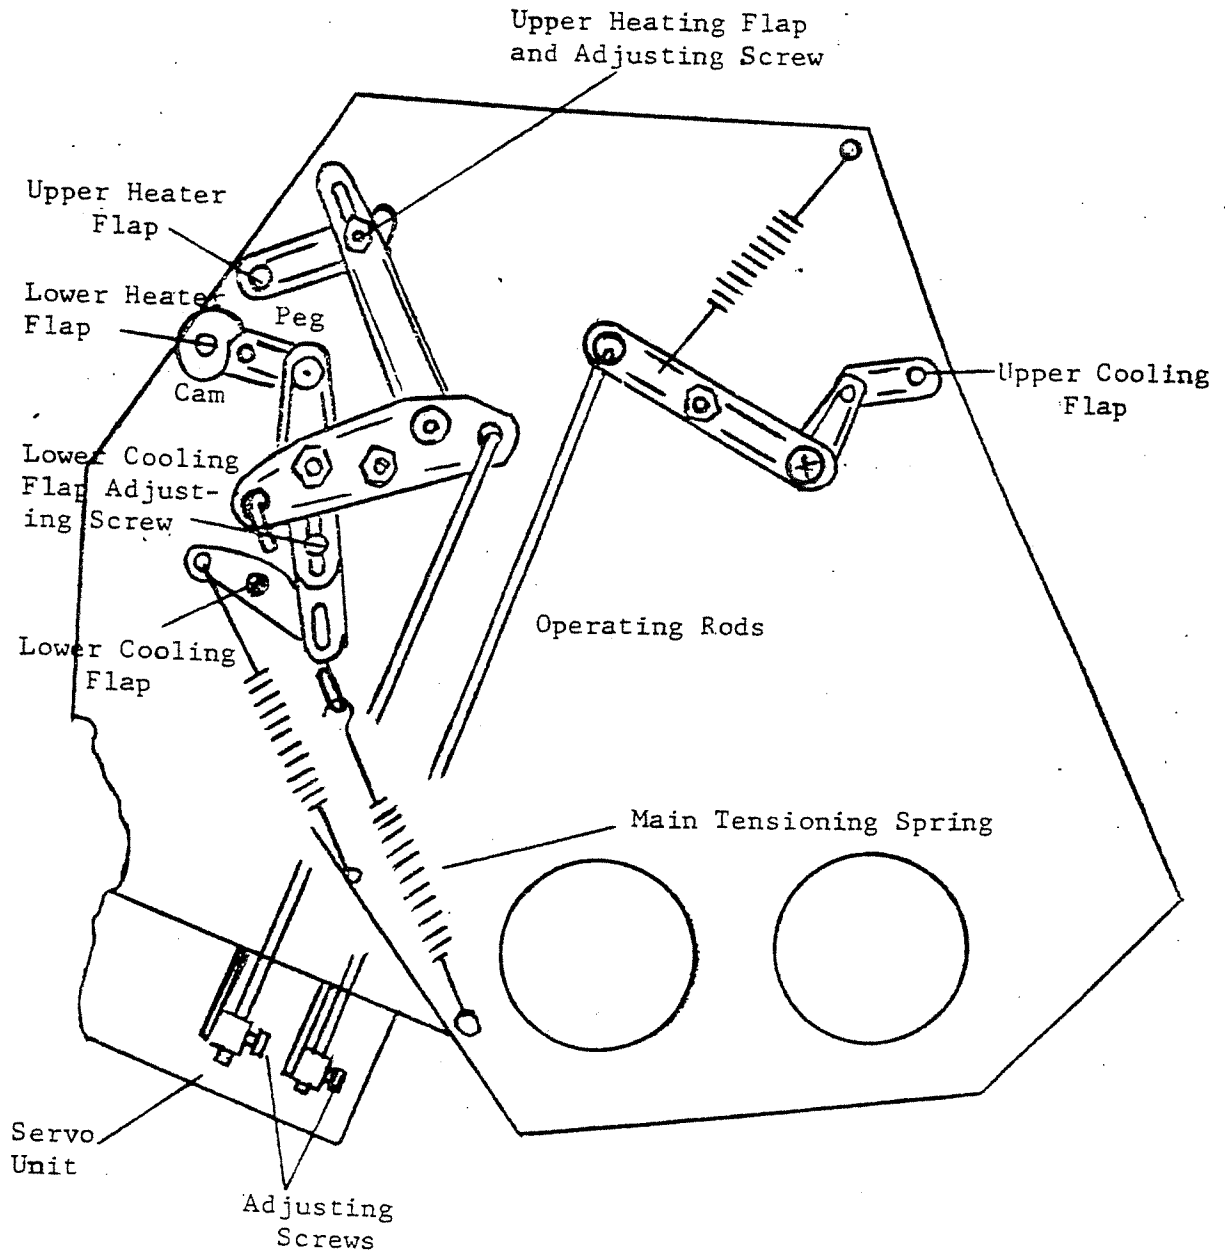 Upper Heating Flap
and Adjusting Screw
Upper Heater
Flap
Lower Heater
Flap
Peg
Cam
Upper Cooling
Flap
Lower Cooling
Flap Adjust-
ing Screw
Operating Rods
Lower Cooling
Flap
Main Tensioning Spring
Servo
Unit
Adjusting
Screws